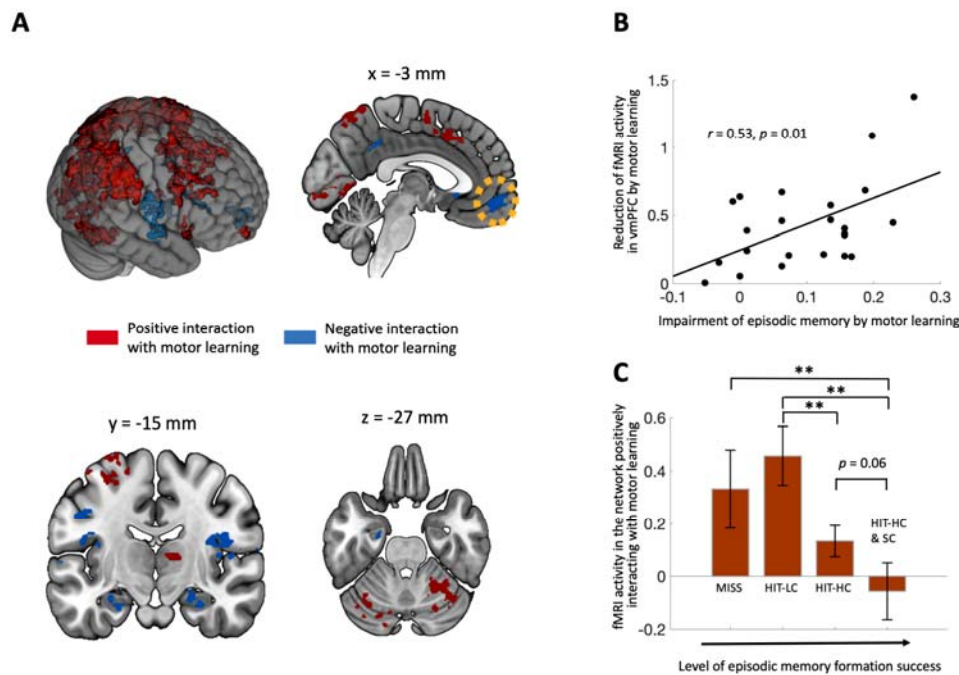 A
x = -3 mm
Positive interaction
with motor learning
Negative interaction
with motor learning
y = -15 mm
z = -27 mm
B
Reduction of fMRI activity
in vmPFC by motor learning
1.5
1
0.5
0
r = 0.53, p = 0.01
-0.1
0
0.1
0.2
0.3
Impairment of episodic memory by motor learning
C
fMRI activity in the network positively
interacting with motor learning
0.6
0.4
0.2
0
-0.2
**
**
**
p = 0.06
HIT-HC
& SC
MISS
HIT-LC
HIT-HC
Level of episodic memory formation success